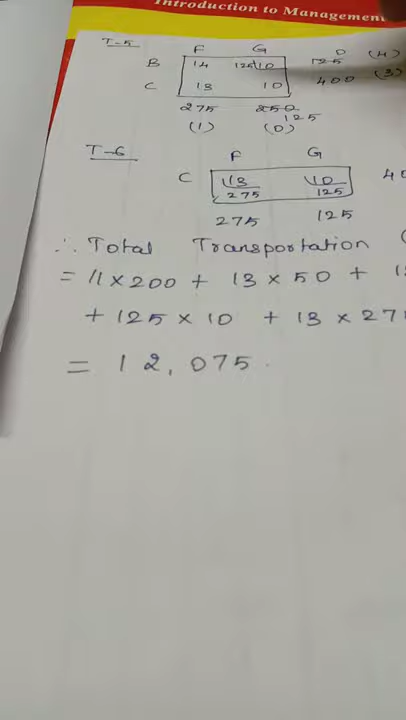 Introduction to Management
T-5 F G
B 14 125 10 125 0 (4)
C 13 10 400 (3)
275 250
125
(1) (0)
T-6
F G
C 13 10
275 125
275 125
∴ Total Transportation
= 11 × 200 + 13 × 50 +
+ 125 × 10 + 13 × 27
= 12,075.